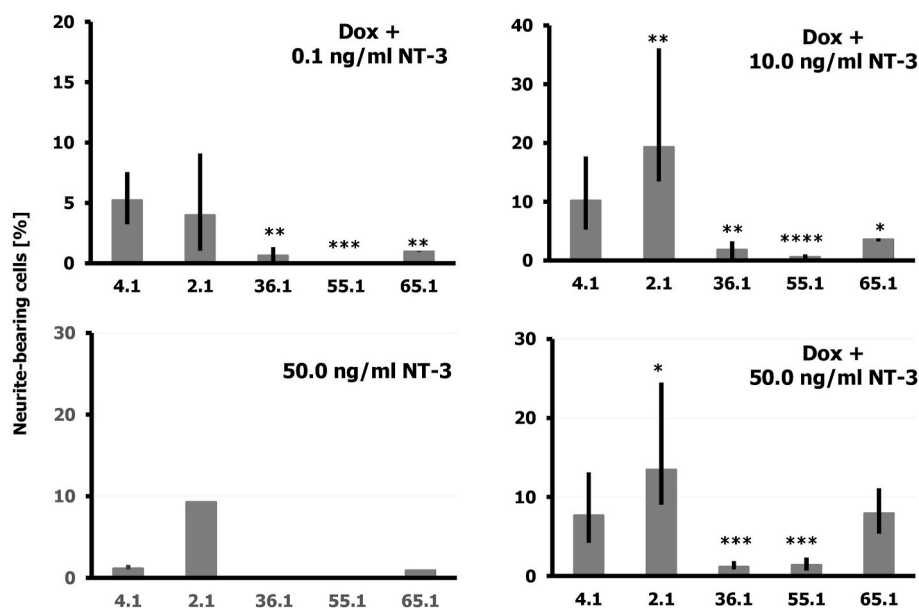 Neurite-bearing cells [%]
Dox +
0.1 ng/ml NT-3
20
15
10
5
0
**
***
**
4.1 2.1 36.1 55.1 65.1
Dox +
10.0 ng/ml NT-3
40
30
20
10
0
**
**
****
*
4.1 2.1 36.1 55.1 65.1
50.0 ng/ml NT-3
30
20
10
0
4.1 2.1 36.1 55.1 65.1
Dox +
50.0 ng/ml NT-3
30
20
10
0
*
***
***
4.1 2.1 36.1 55.1 65.1